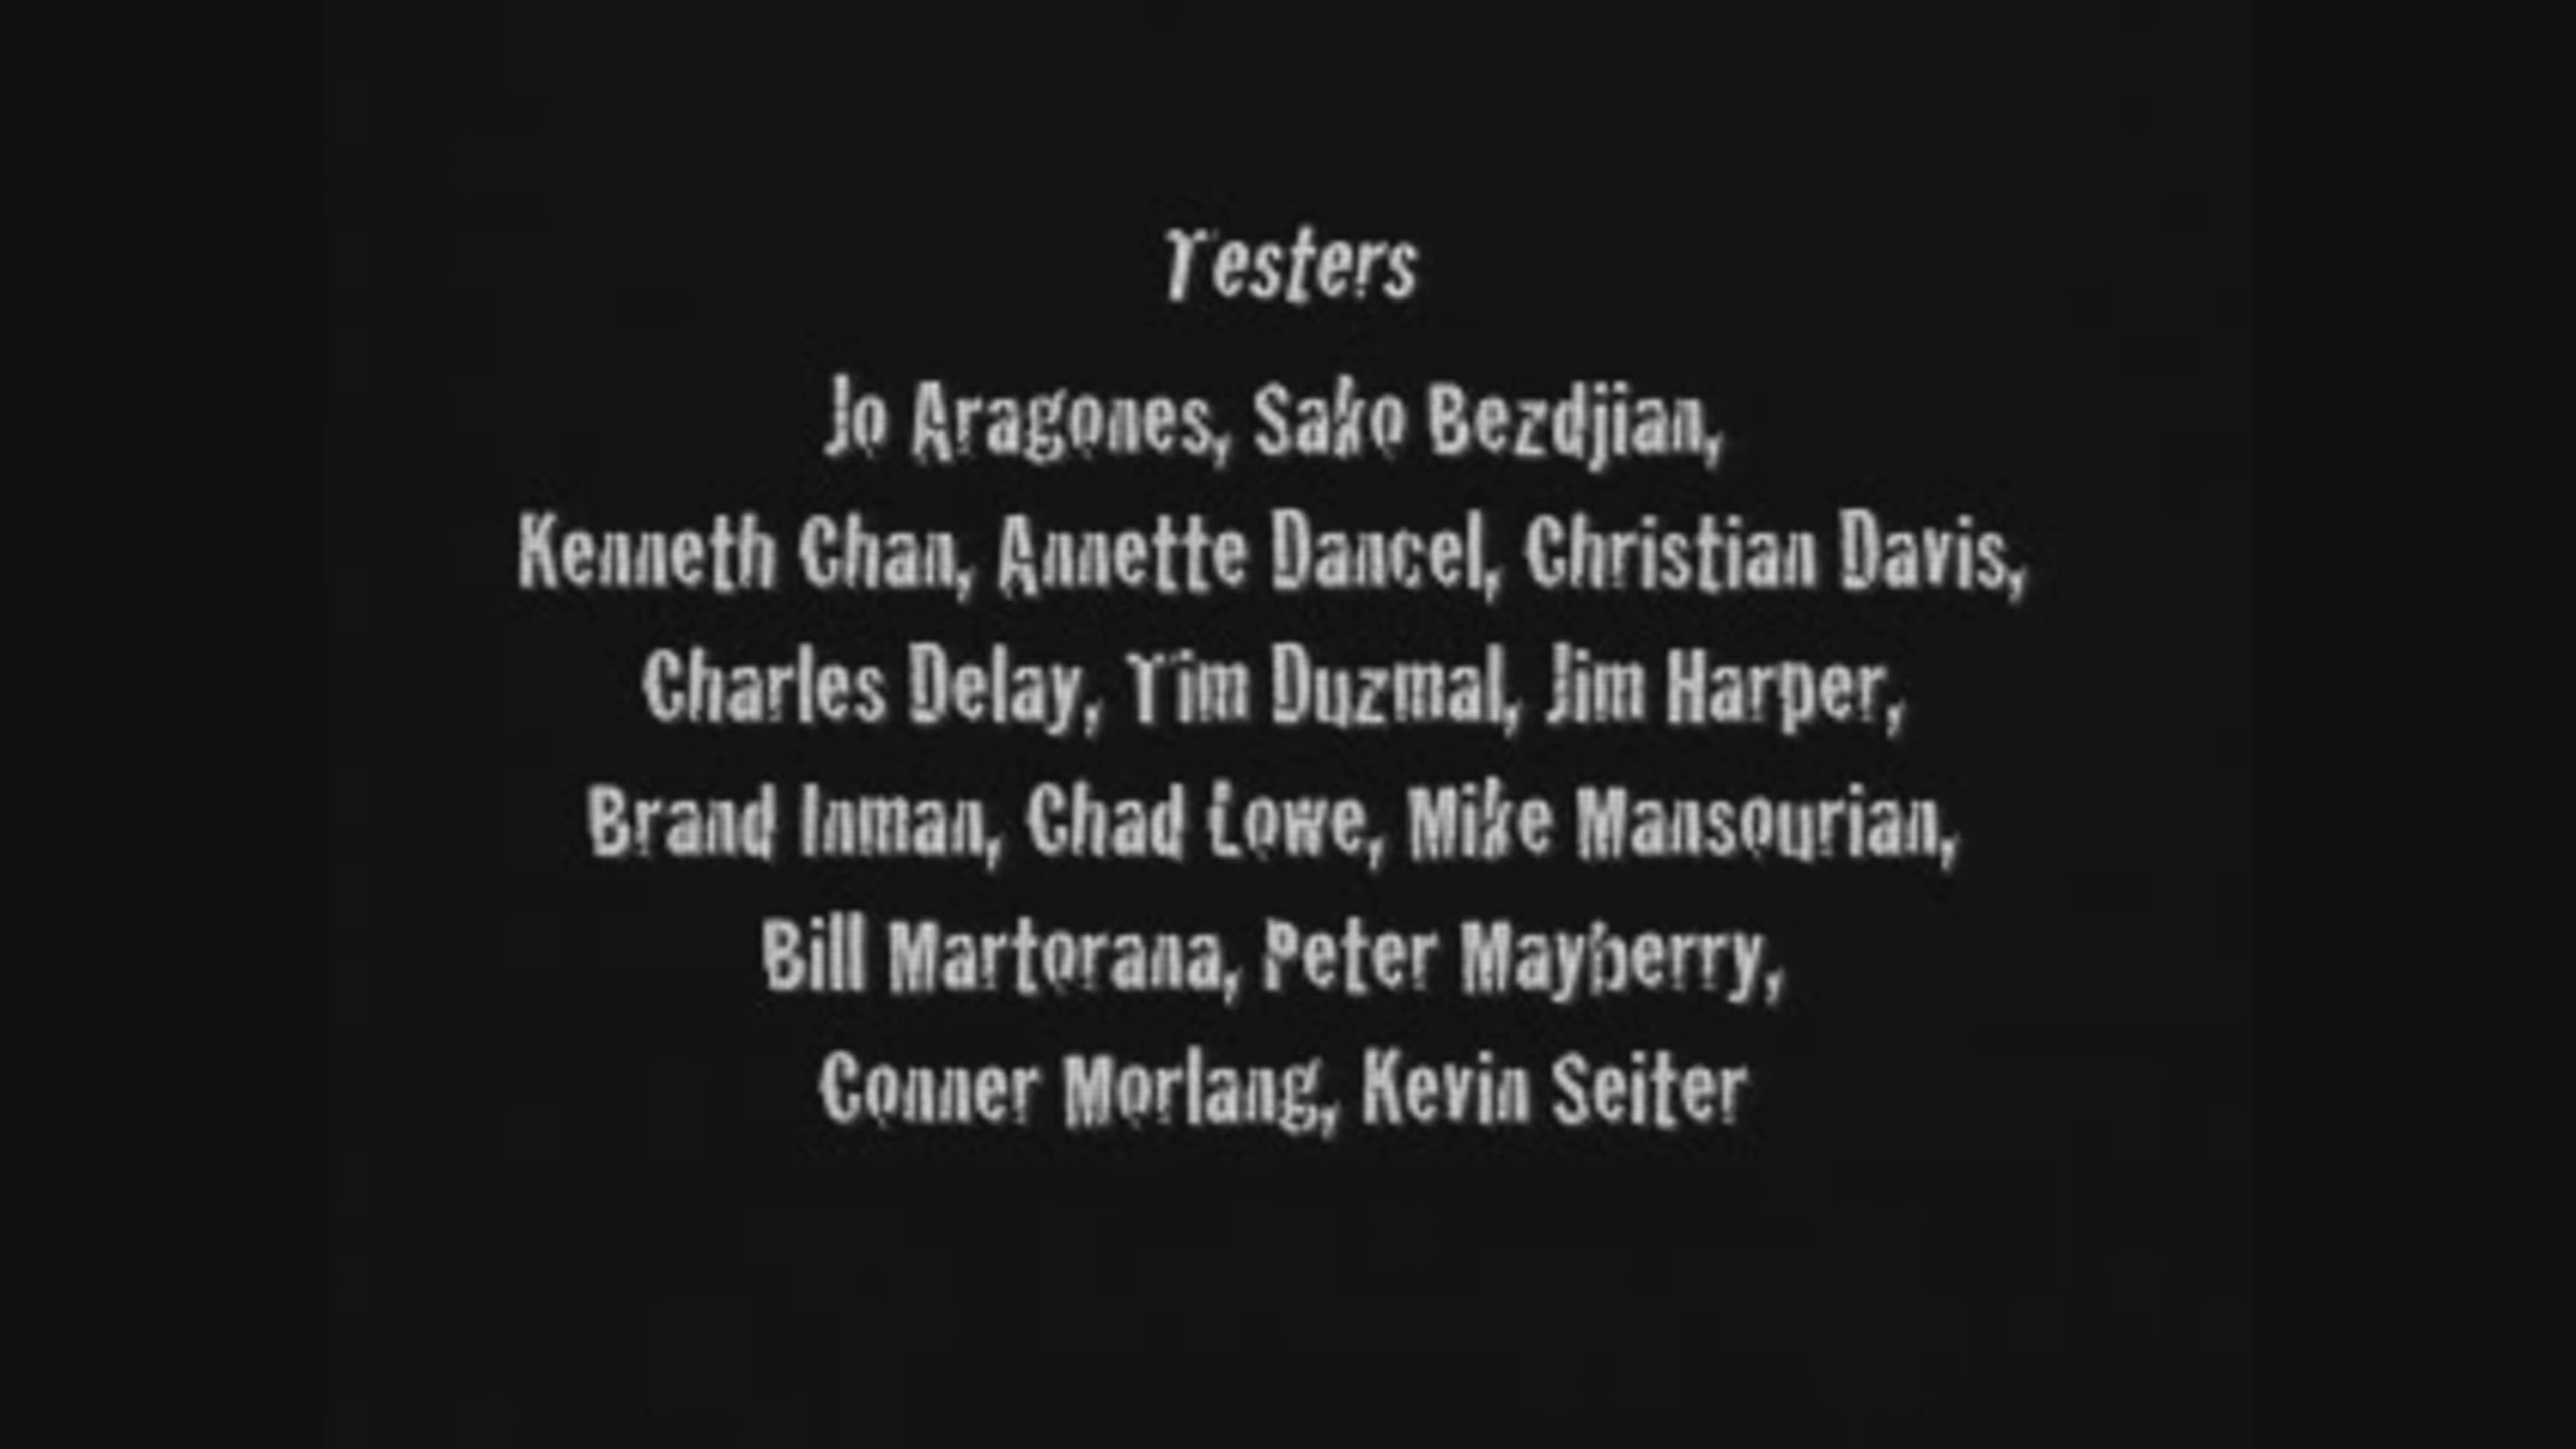 Testers
Jo Aragones, Sako Bezdjian,
Kenneth Chan, Annette Dancel, Christian Davis,
Charles Delay, Tim Duzmal, Jim Harper,
Brand Inman, Chad Lowe, Mike Mansourian,
Bill Martorana, Peter Mayberry,
Conner Morlang, Kevin Seiter